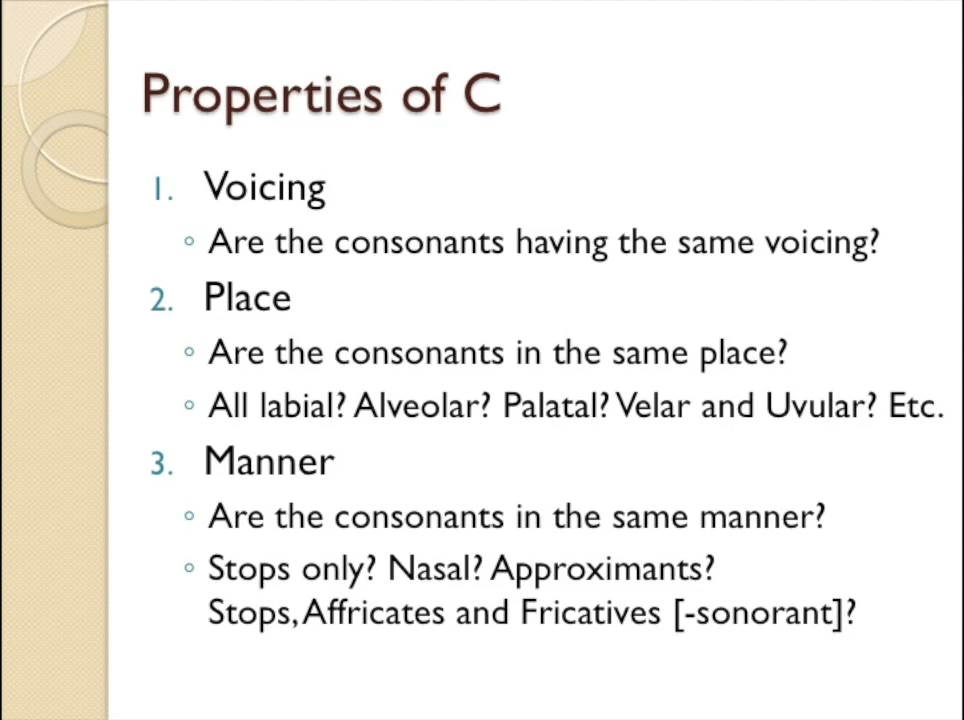 Properties of C
1. Voicing
◦ Are the consonants having the same voicing?
2. Place
◦ Are the consonants in the same place?
◦ All labial? Alveolar? Palatal? Velar and Uvular? Etc.
3. Manner
◦ Are the consonants in the same manner?
◦ Stops only? Nasal? Approximants?
Stops, Affricates and Fricatives [-sonorant]?